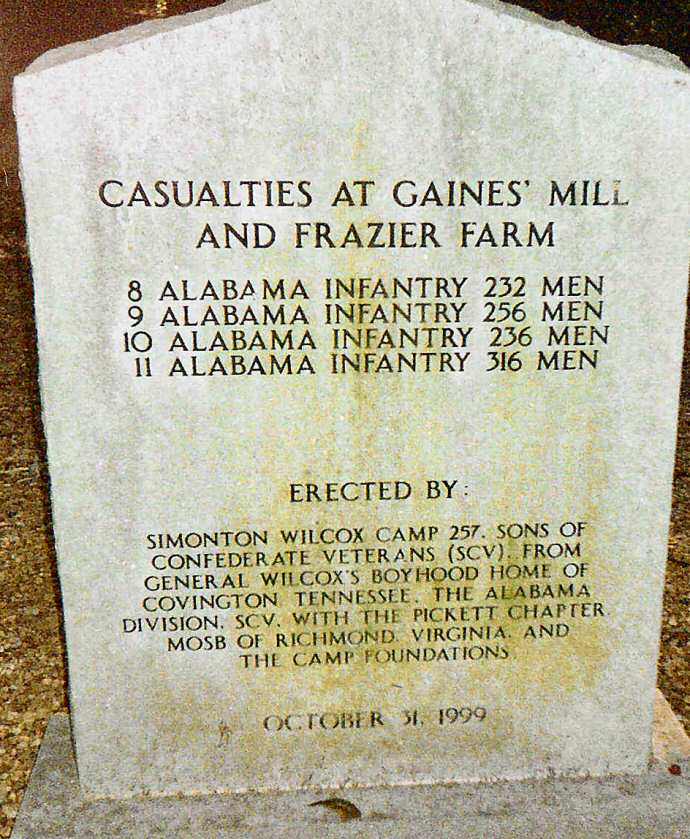 CASUALTIES AT GAINES' MILL
AND FRAZIER FARM
8 ALABAMA INFANTRY 232 MEN
9 ALABAMA INFANTRY 256 MEN
10 ALABAMA INFANTRY 236 MEN
11 ALABAMA INFANTRY 316 MEN
ERECTED BY:
SIMONTON WILCOX CAMP 257, SONS OF
CONFEDERATE VETERANS (SCV), FROM
GENERAL WILCOX'S BOYHOOD HOME OF
COVINGTON, TENNESSEE, THE ALABAMA
DIVISION, SCV, WITH THE PICKETT CHAPTER
MOSB OF RICHMOND, VIRGINIA, AND
THE CAMP FOUNDATIONS
OCTOBER 31, 1999